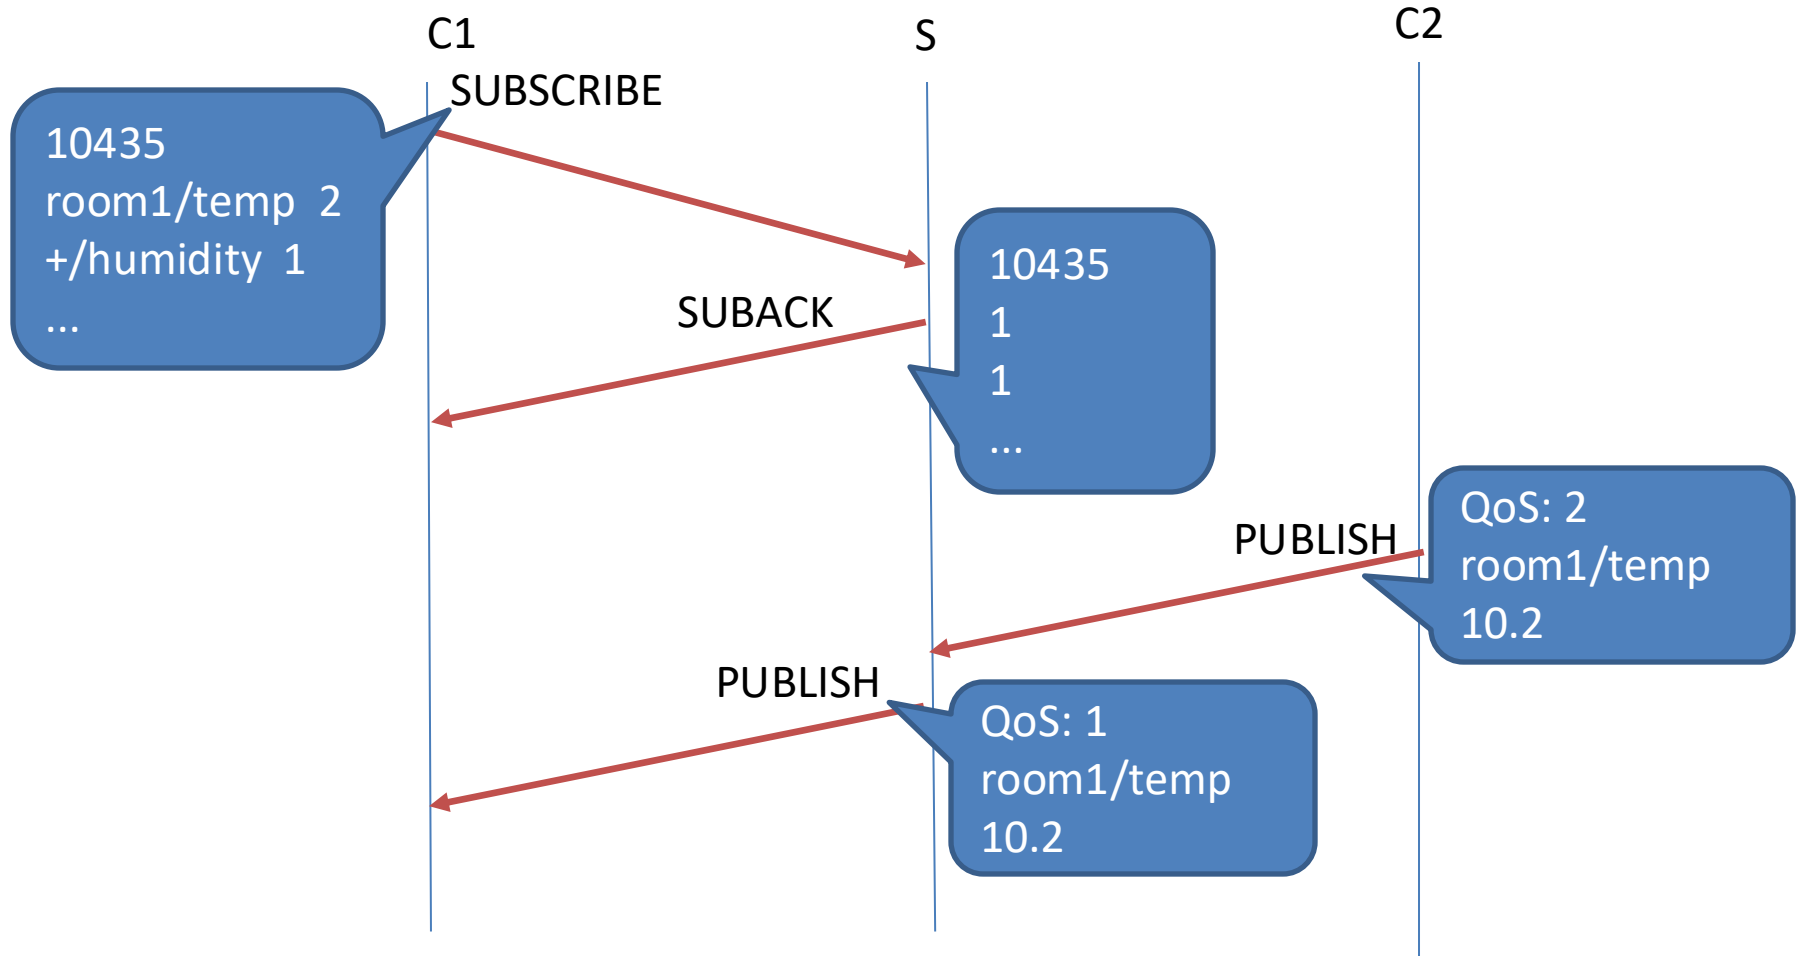 C1
S
C2
SUBSCRIBE
10435
room1/temp 2
+/humidity 1
...
SUBACK
10435
1
1
...
PUBLISH
QoS: 2
room1/temp
10.2
PUBLISH
QoS: 1
room1/temp
10.2